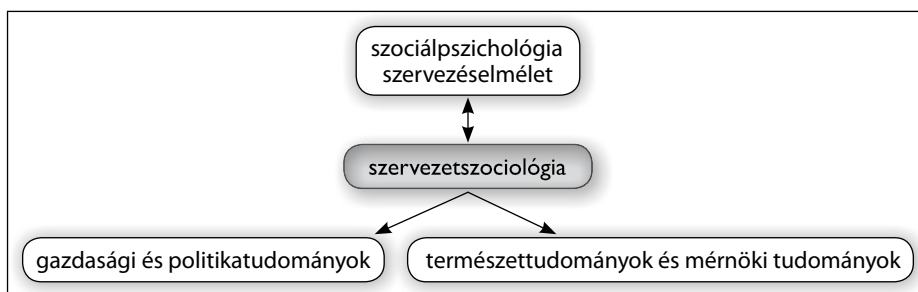 szociálpszichológia
szervezéselmélet
szervezetszociológia
gazdasági és politikatudományok
természettudományok és mérnöki tudományok